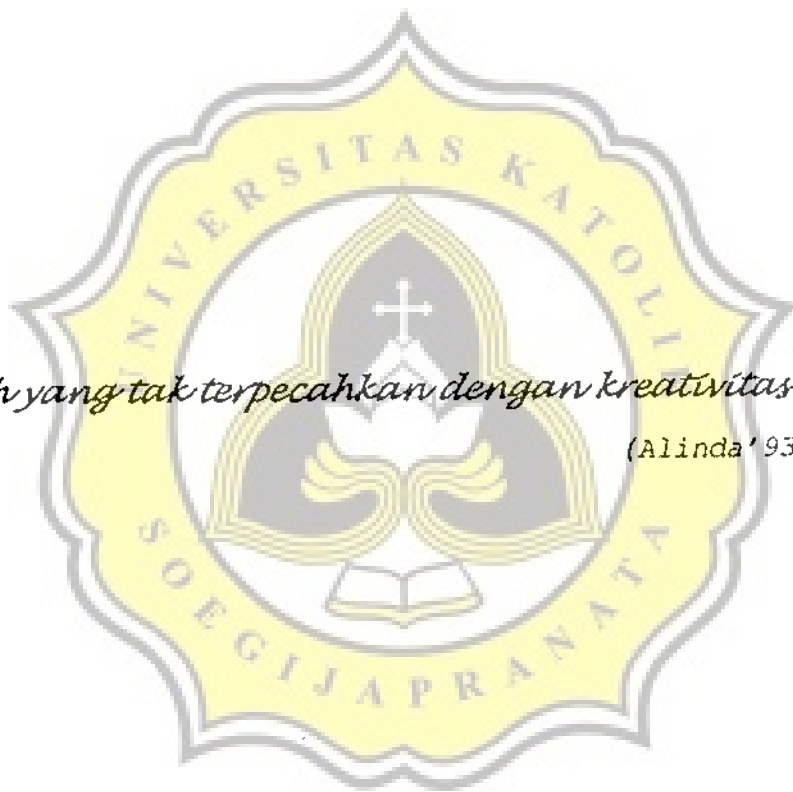 UNIVERSITAS KATOLIK
yang tak terpecahkan dengan kreativitas
(Alinda'93
SOEGIJAPRANATA